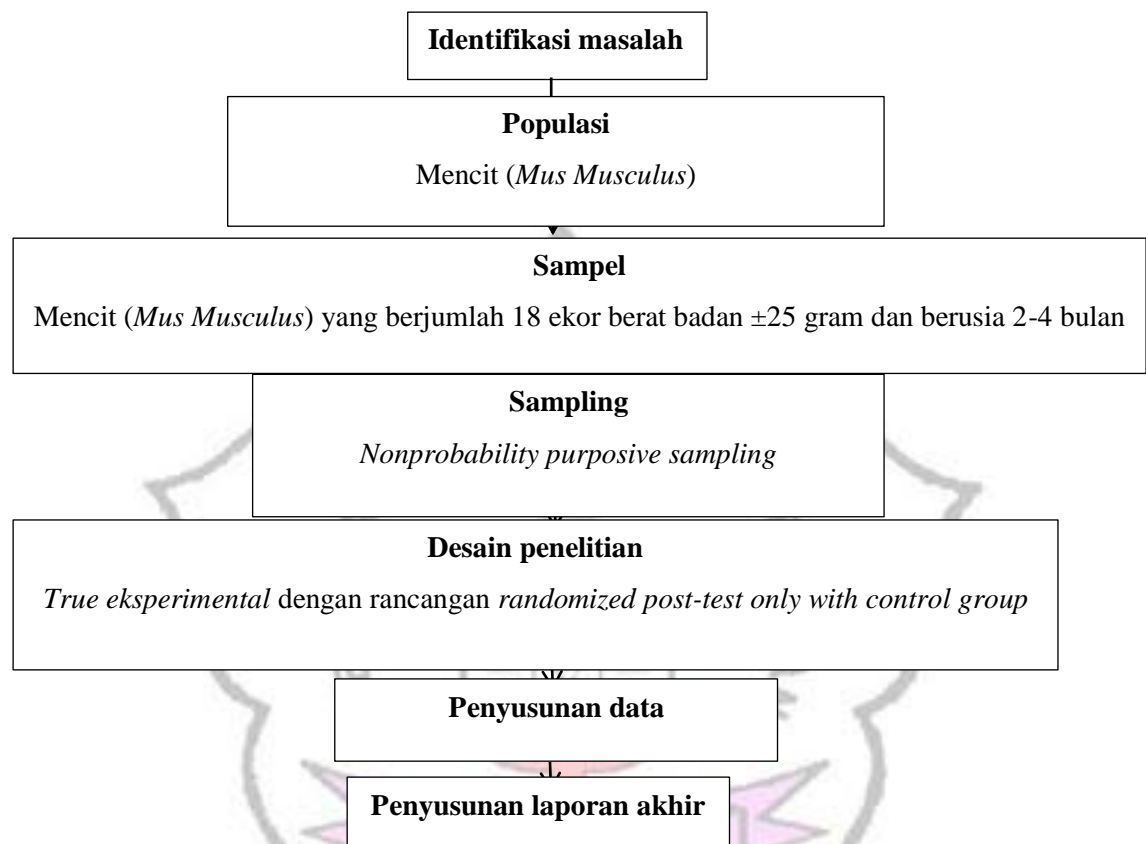 Identifikasi masalah
Populasi
Mencit (Mus Musculus)
Sampel
Mencit (Mus Musculus) yang berjumlah 18 ekor berat badan ±25 gram dan berusia 2-4 bulan
Sampling
Nonprobability purposive sampling
Desain penelitian
True eksperimental dengan rancangan randomized post-test only with control group
Penyusunan data
Penyusunan laporan akhir